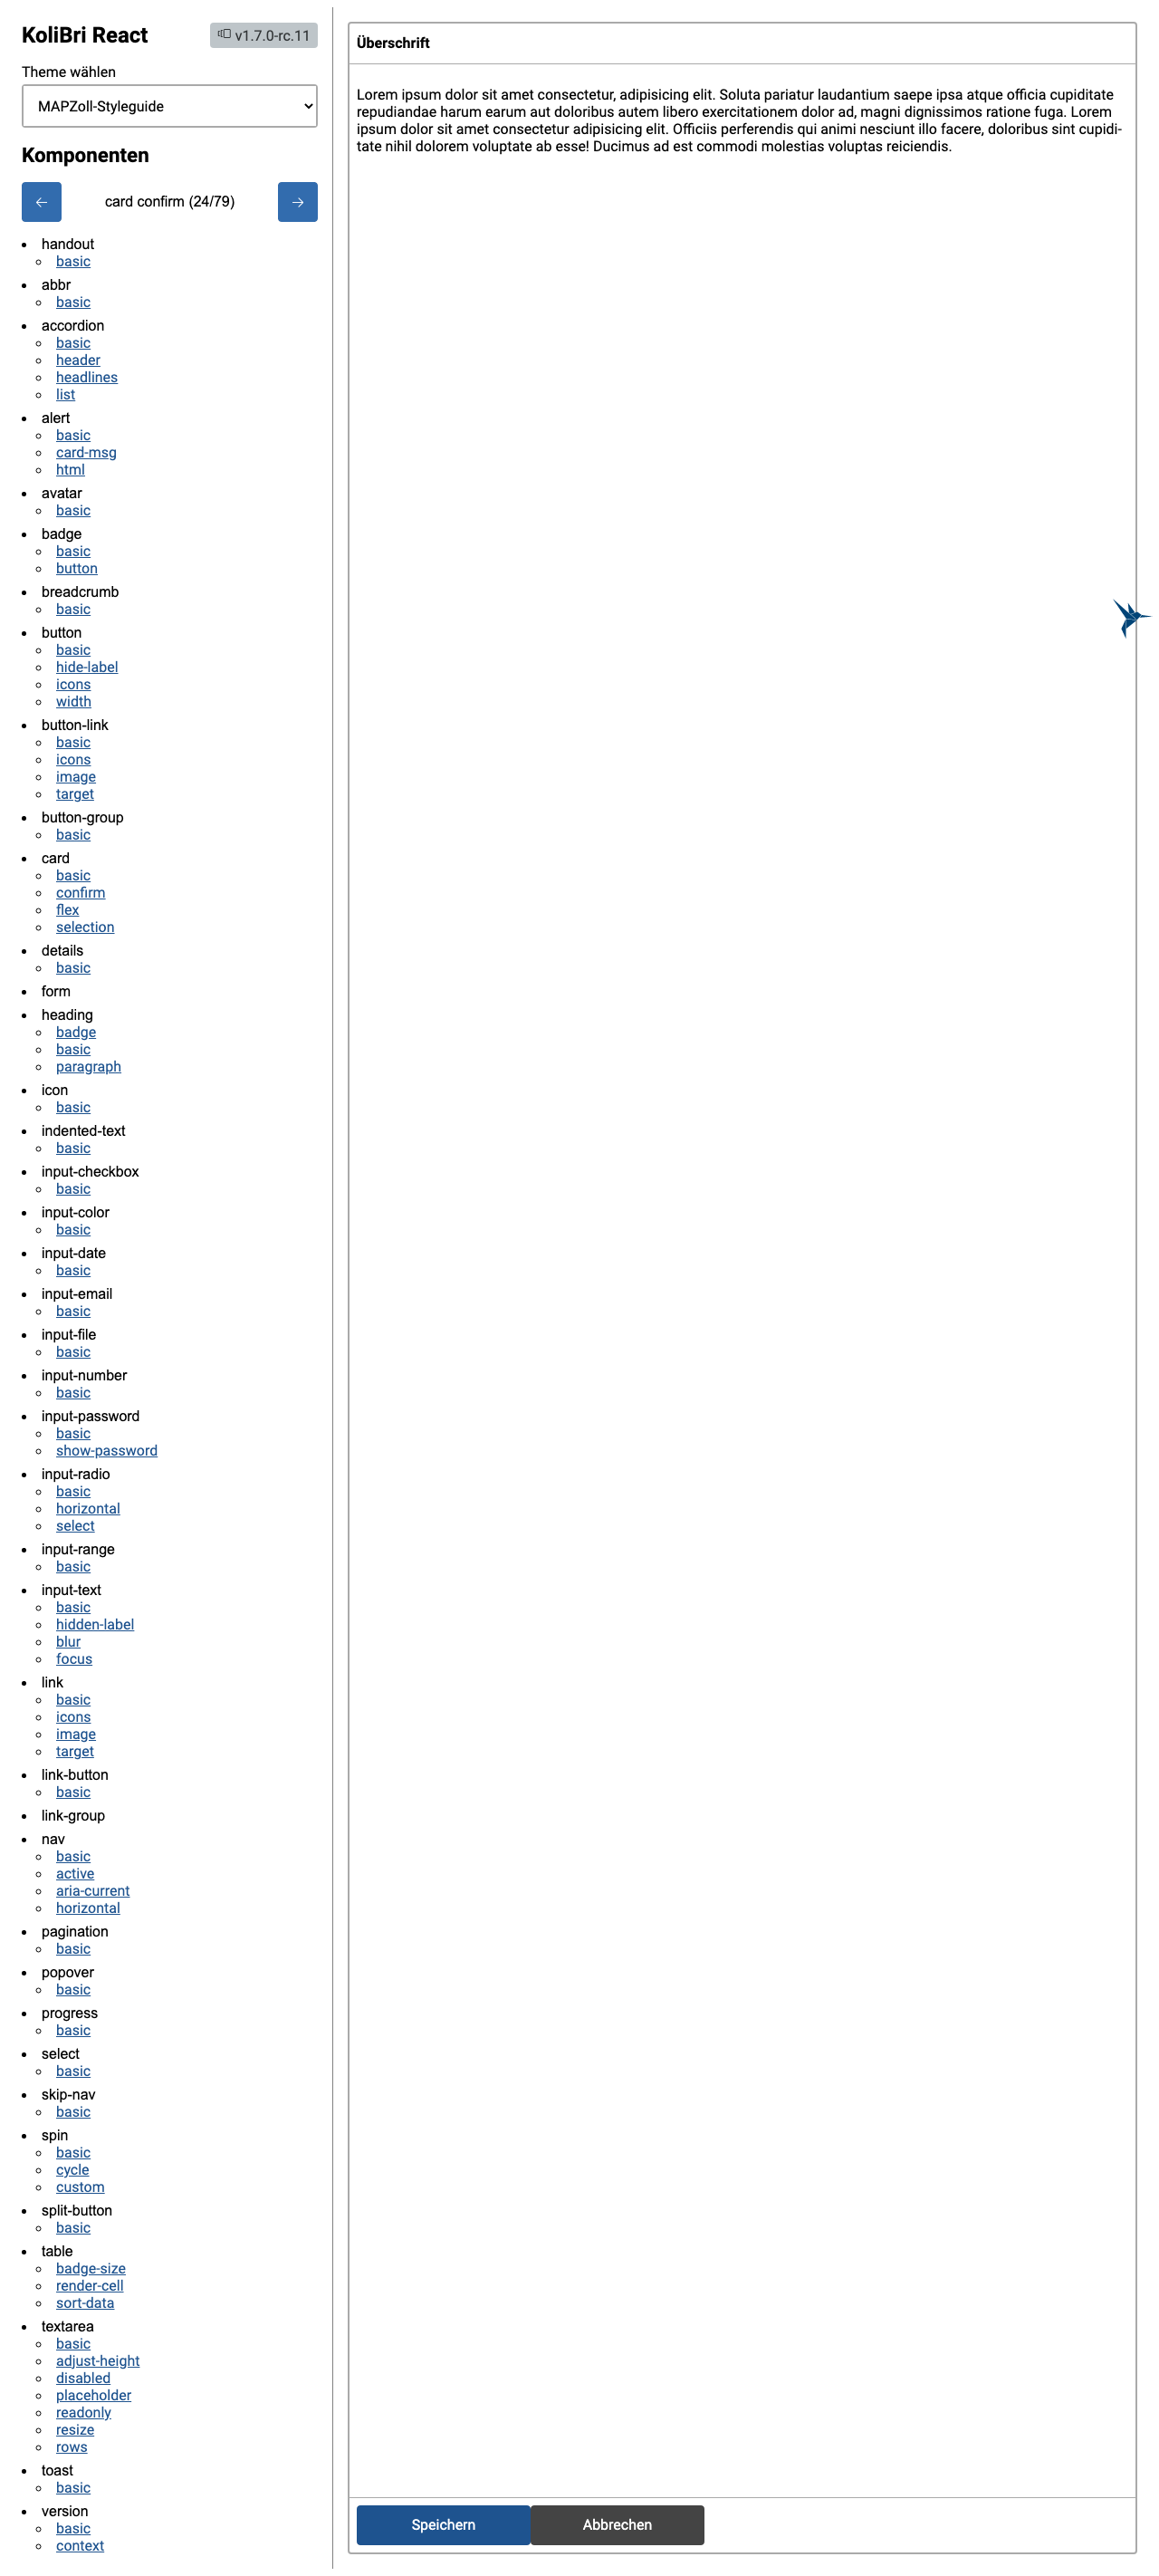 KoliBri React
v1.7.0-rc.11
Theme wählen
MAPZoll-Styleguide
Komponenten
← card confirm (24/79) →
handout
basic
abbr
basic
accordion
basic
header
headlines
list
alert
basic
card-msg
html
avatar
basic
badge
basic
button
breadcrumb
basic
button
basic
hide-label
icons
width
button-link
basic
icons
image
target
button-group
basic
card
basic
confirm
flex
selection
details
basic
form
heading
badge
basic
paragraph
icon
basic
indented-text
basic
input-checkbox
basic
input-color
basic
input-date
basic
input-email
basic
input-file
basic
input-number
basic
input-password
basic
show-password
input-radio
basic
horizontal
select
input-range
basic
input-text
basic
hidden-label
blur
focus
link
basic
icons
image
target
link-button
basic
link-group
nav
basic
active
aria-current
horizontal
pagination
basic
popover
basic
progress
basic
select
basic
skip-nav
basic
spin
basic
cycle
custom
split-button
basic
table
badge-size
render-cell
sort-data
textarea
basic
adjust-height
disabled
placeholder
readonly
resize
rows
toast
basic
version
basic
context
Überschrift
Lorem ipsum dolor sit amet consectetur, adipisicing elit. Soluta pariatur laudantium saepe ipsa atque officia cupiditate
repudiandae harum earum aut doloribus autem libero exercitationem dolor ad, magni dignissimos ratione fuga. Lorem
ipsum dolor sit amet consectetur adipisicing elit. Officiis perferendis qui animi nesciunt illo facere, doloribus sint cupidi-
tate nihil dolorem voluptate ab esse! Ducimus ad est commodi molestias voluptas reiciendis.
Speichern
Abbrechen